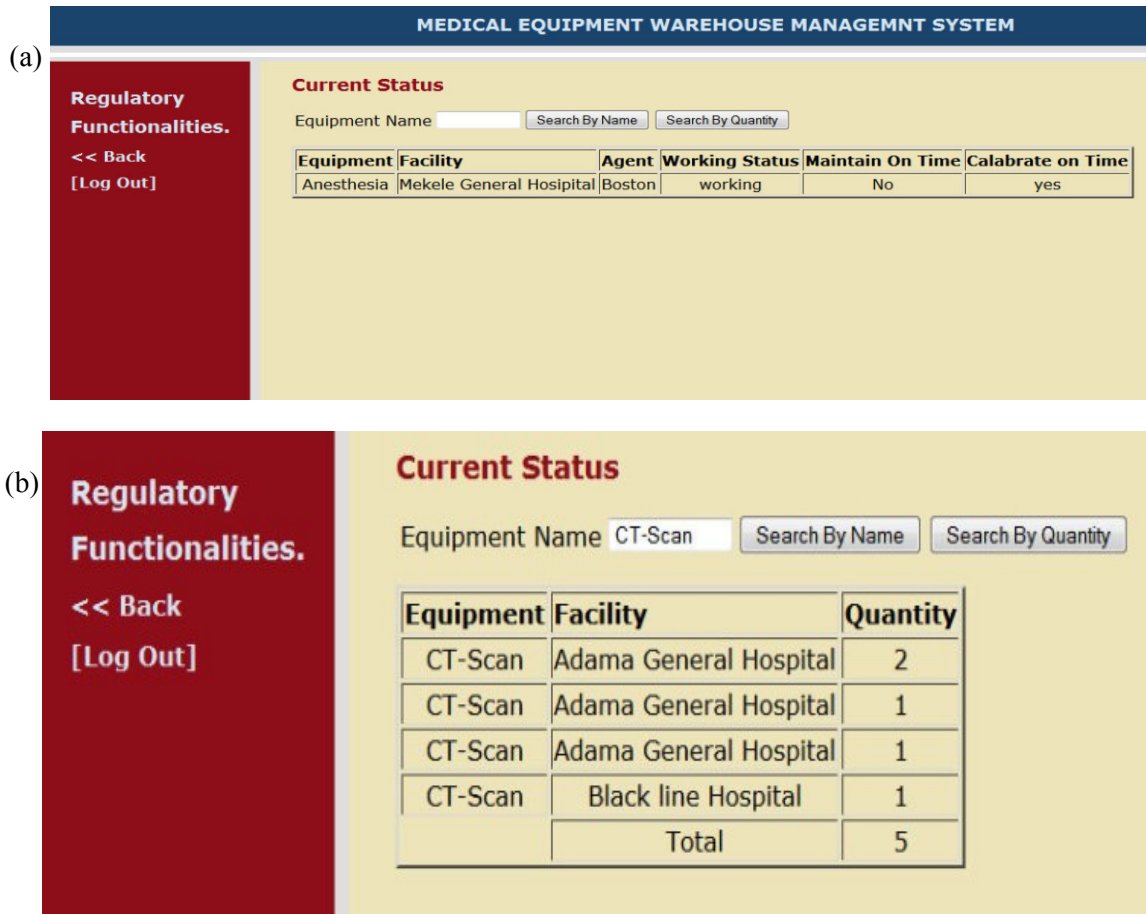 MEDICAL EQUIPMENT WAREHOUSE MANAGEMNT SYSTEM
(a)
Regulatory
Functionalities.
<< Back
[Log Out]
Current Status
Equipment Name Search By Name Search By Quantity
Equipment Facility Agent Working Status Maintain On Time Calabrate on Time
Anesthesia Mekele General Hosipital Boston working No yes
(b)
Regulatory
Functionalities.
<< Back
[Log Out]
Current Status
Equipment Name CT-Scan Search By Name Search By Quantity
Equipment Facility Quantity
CT-Scan Adama General Hospital 2
CT-Scan Adama General Hospital 1
CT-Scan Adama General Hospital 1
CT-Scan Black line Hospital 1
Total 5